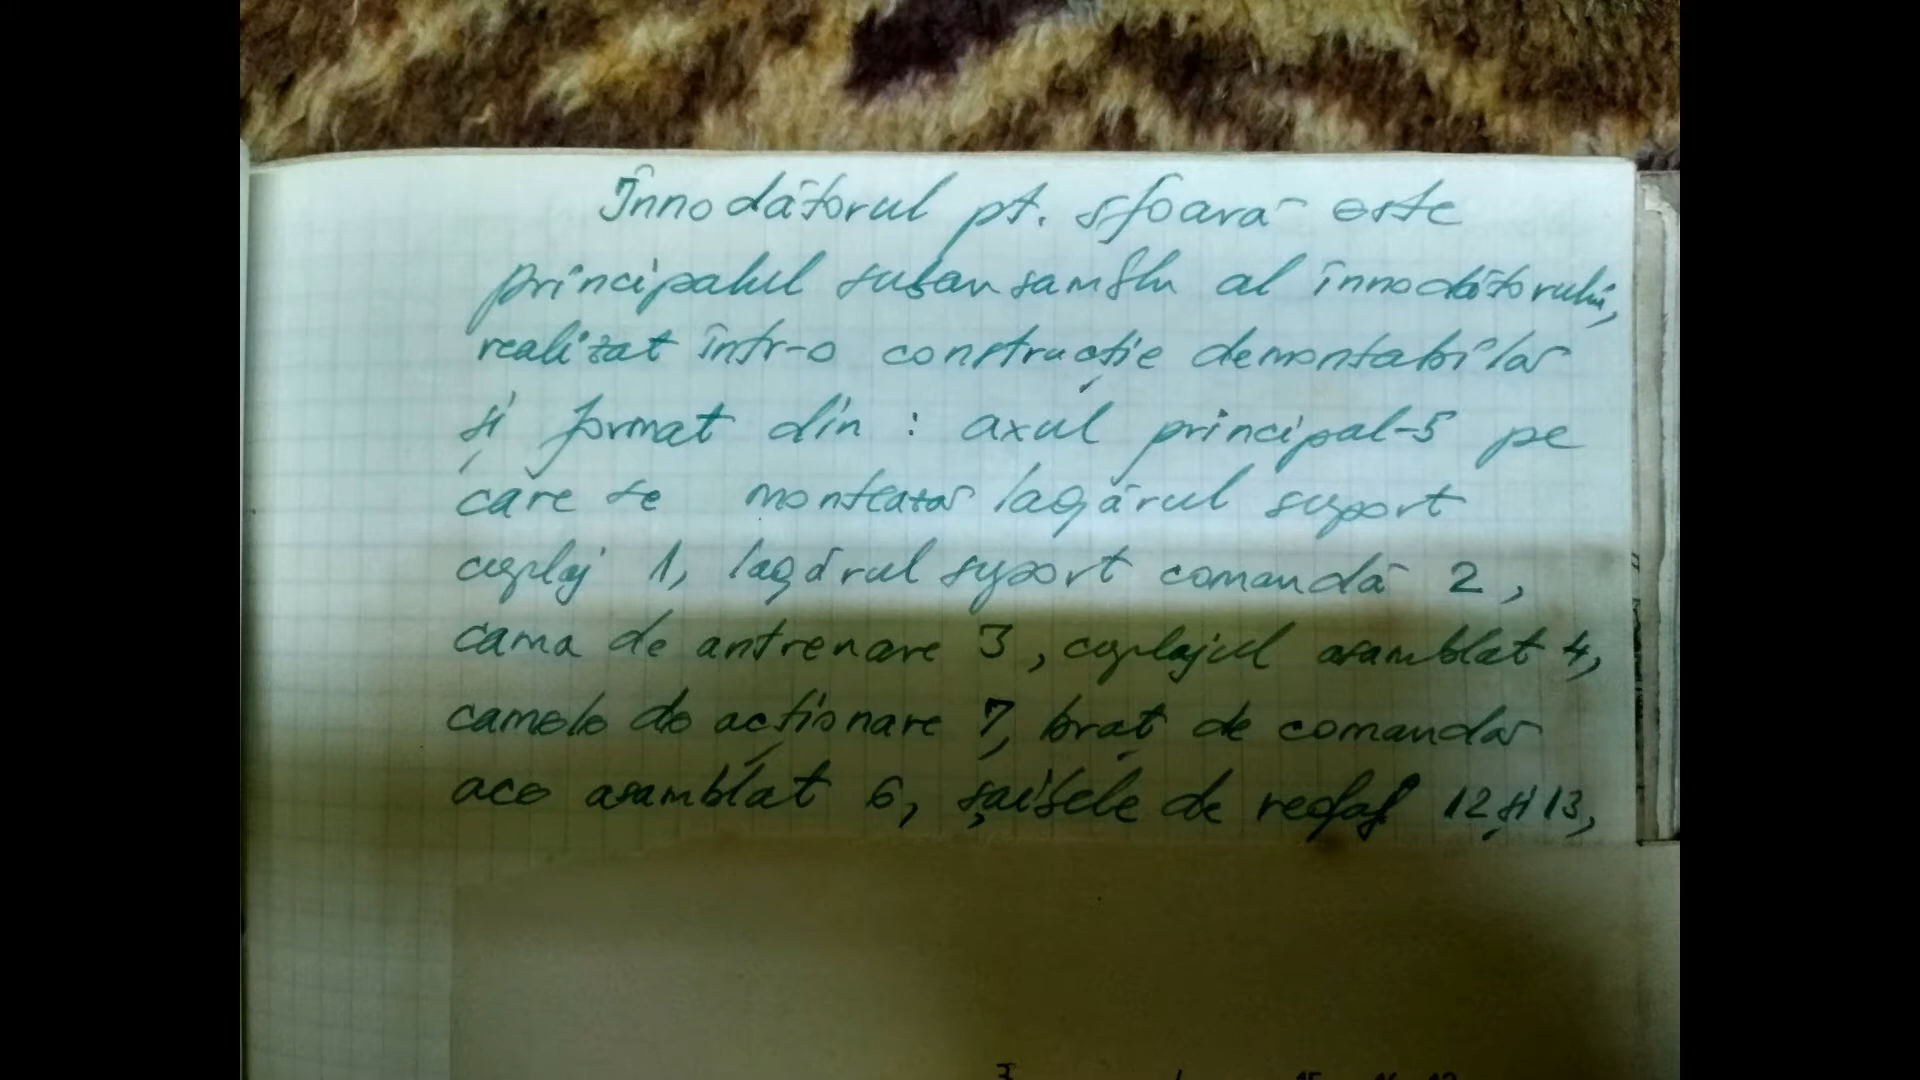 Înnodătorul pt. sfoară este
principalul subansamblu al înnodătorului,
realizat într-o construcție demontabilă
și format din : axul principal-5 pe
care se montează lagărul suport
cuplaj 1, lagărul suport comandă 2,
cama de antrenare 3, cuplajul asamblat 4,
camele de acționare 7, braț de comandă
ace asamblat 6, șaibele de reglaj 12 și 13,